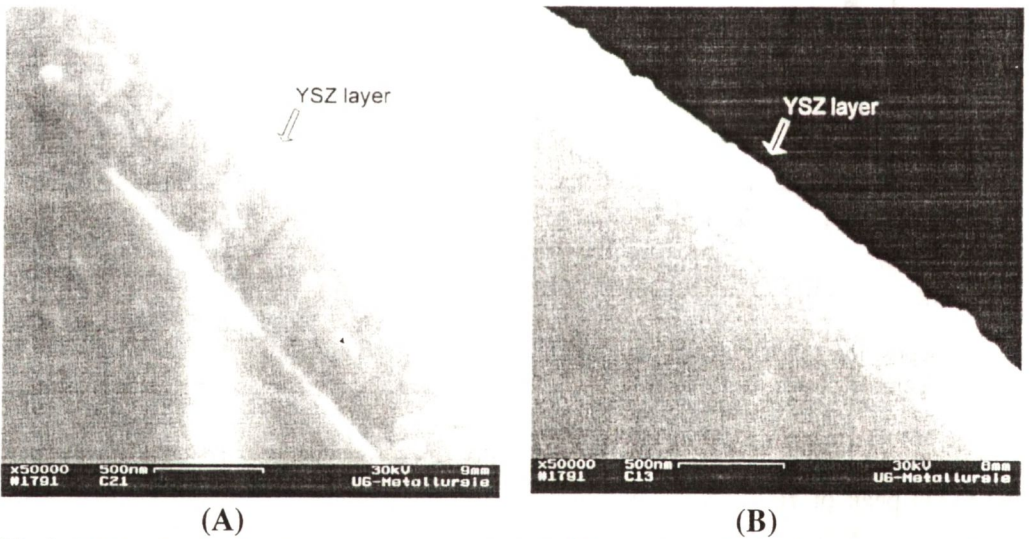 YSZ layer
x50000 500nm 30kV 9mm
#1791 C21 UG-Metallurgie
(A)
YSZ layer
x50000 500nm 30kV 8mm
#1791 C13 UG-Metallurgie
(B)